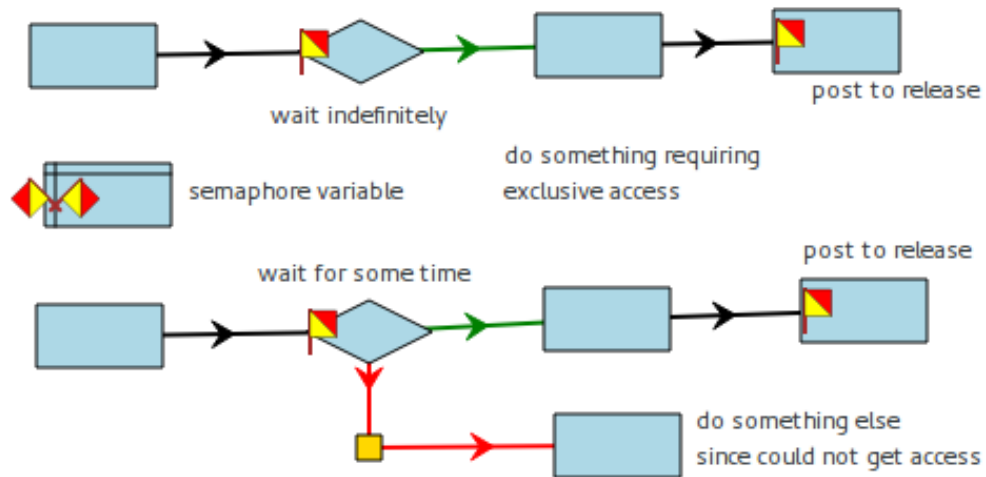 post to release
wait indefinitely
do something requiring
exclusive access
semaphore variable
post to release
wait for some time
do something else
since could not get access